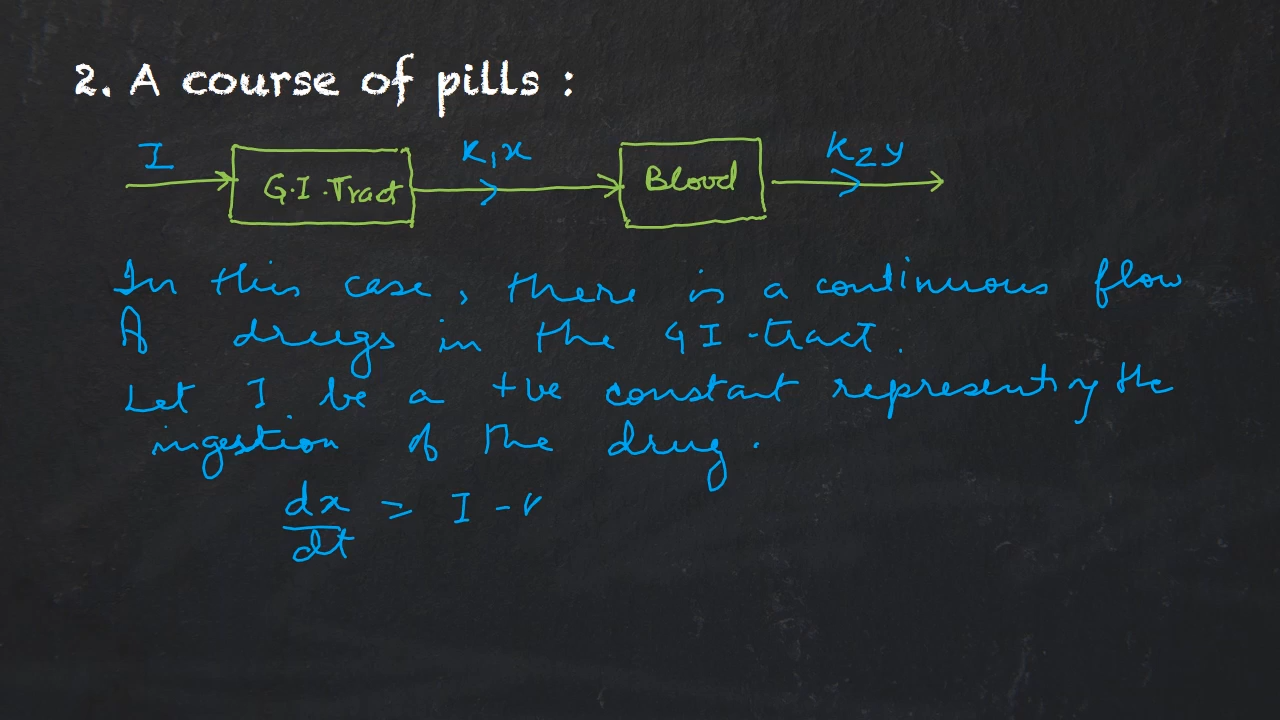 2. A course of pills :
I
K₁x
K₂y
G.I.Tract
Blood
In this case, there is a continuous flow
of drugs in the GI-tract.
Let I be a +ve constant representing the
ingestion of the drug.
dx/dt = I -